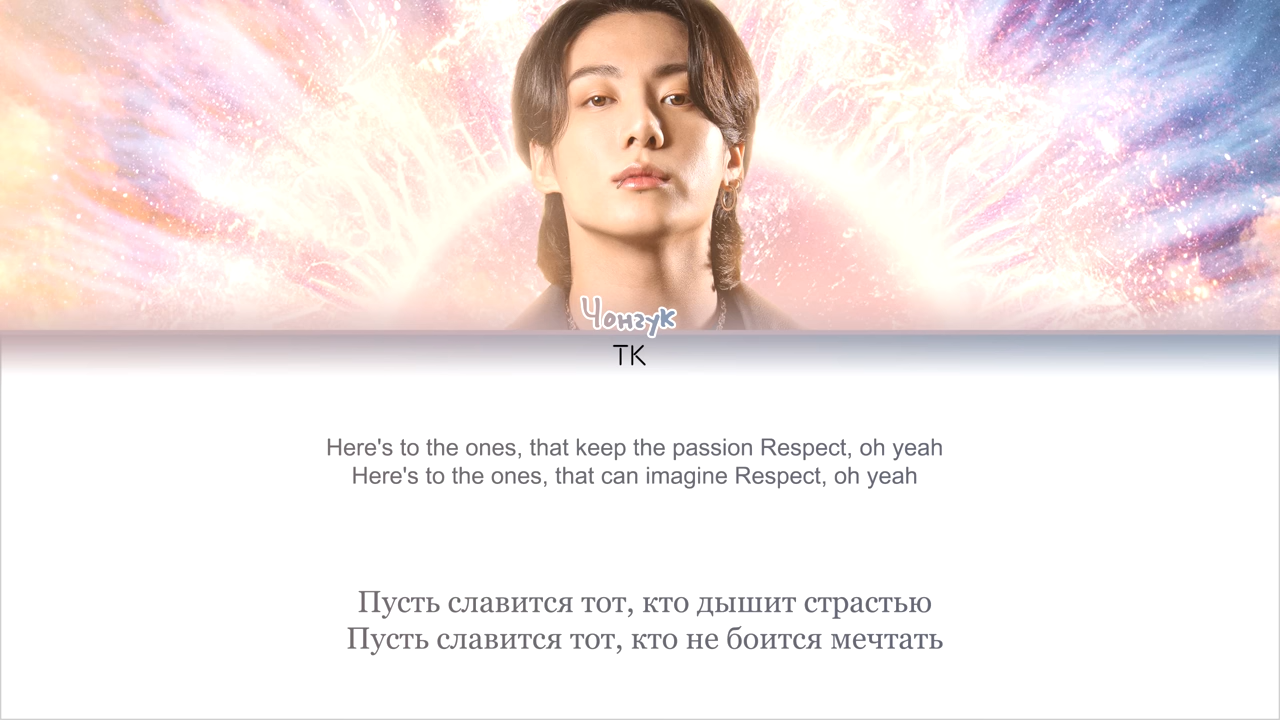 Чонгук
TK
Here's to the ones, that keep the passion Respect, oh yeah
Here's to the ones, that can imagine Respect, oh yeah
Пусть славится тот, кто дышит страстью
Пусть славится тот, кто не боится мечтать